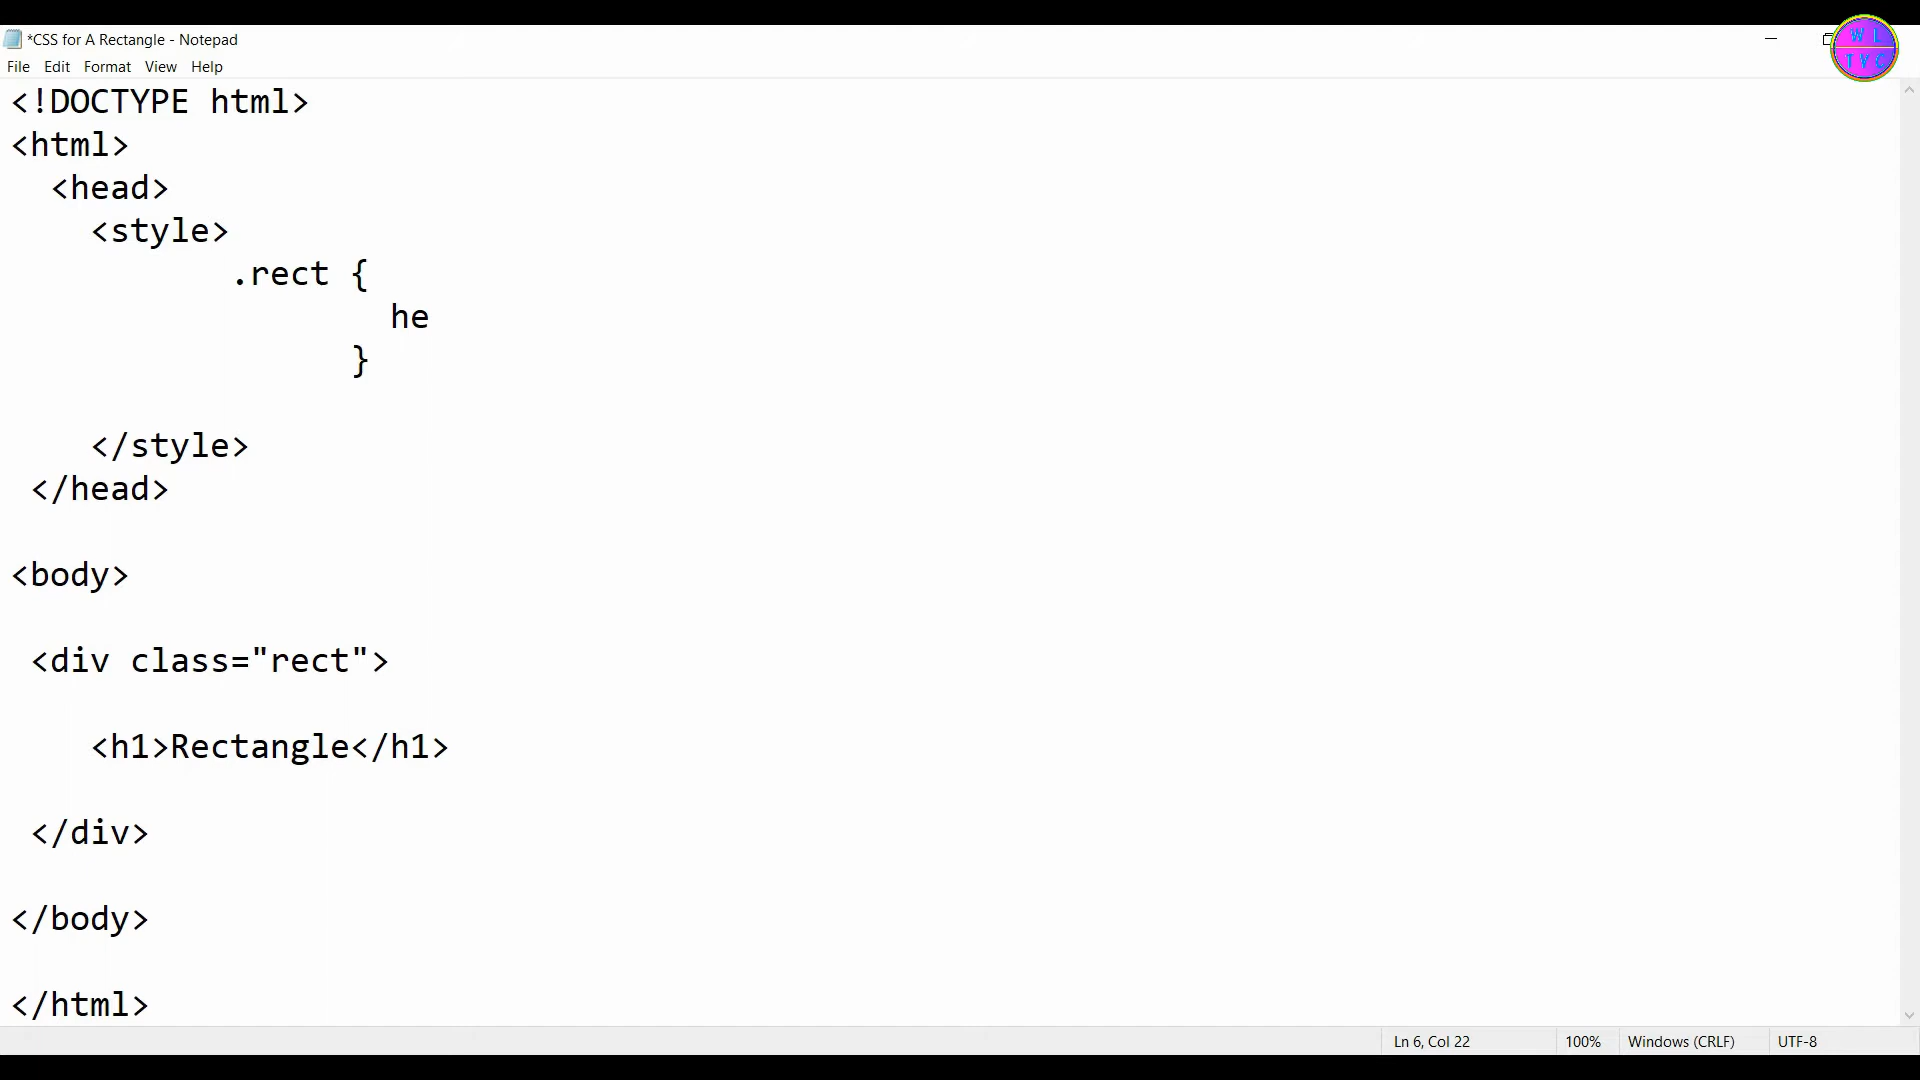 *CSS for A Rectangle - Notepad
File Edit Format View Help
W L
T V C
<!DOCTYPE html>
<html>
  <head>
    <style>
           .rect {
                   he
                 }
    </style>
 </head>
<body>
 <div class="rect">
    <h1>Rectangle</h1>
 </div>
</body>
</html>
Ln 6, Col 22 100% Windows (CRLF) UTF-8